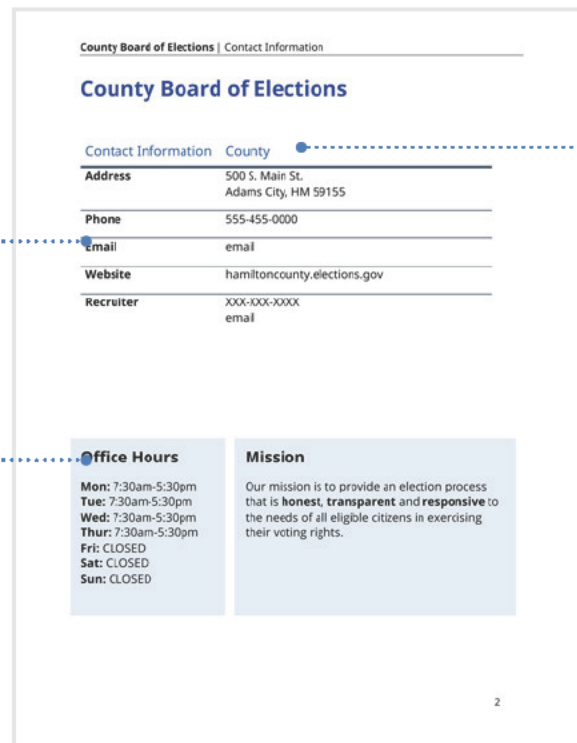 County Board of Elections | Contact Information
County Board of Elections
Contact Information County
Address 500 S. Main St.
Adams City, HM 59155
Phone 555-455-0000
Email email
Website hamiltoncounty.elections.gov
Recruiter XXX-XXX-XXXX
email
Office Hours
Mon: 7:30am-5:30pm
Tue: 7:30am-5:30pm
Wed: 7:30am-5:30pm
Thur: 7:30am-5:30pm
Fri: CLOSED
Sat: CLOSED
Sun: CLOSED
Mission
Our mission is to provide an election process
that is honest, transparent and responsive to
the needs of all eligible citizens in exercising
their voting rights.
2